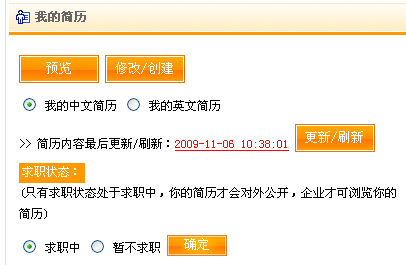 我的简历
预览 修改/创建
我的中文简历 我的英文简历
>> 简历内容最后更新/刷新：2009-11-06 10:38:01 更新/刷新
求职状态：
(只有求职状态处于求职中，你的简历才会对外公开，企业才可浏览你的
简历)
求职中 暂不求职 确定